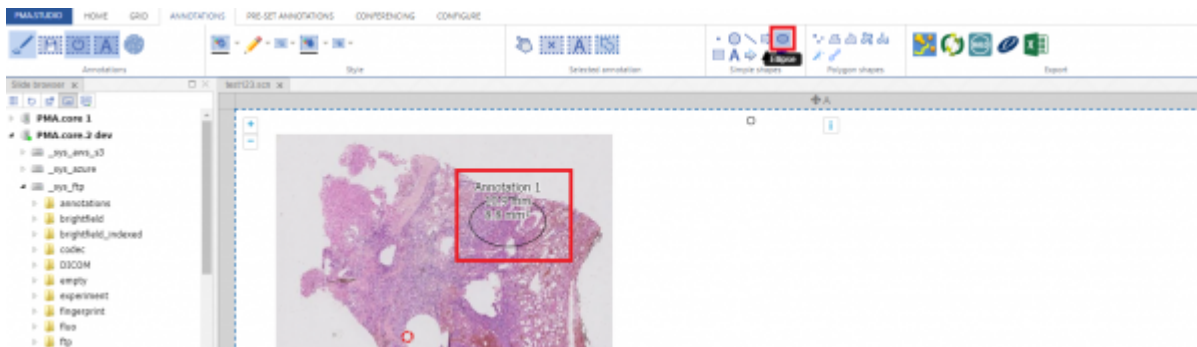 PMA.STUDIO HOME GRID ANNOTATIONS PRE-SET ANNOTATIONS CONFERENCING CONFIGURE
Annotations Style Selected annotation Simple shapes Polygon shapes Export
Ellipse
Slide browser x test123.scn x
A
PMA.core 1
PMA.core.2 dev
_sys_aws_s3
_sys_azure
_sys_ftp
annotations
brightfield
brightfield_indexed
codec
DICOM
empty
experiment
fingerprint
fluo
ftp
Annotation 1